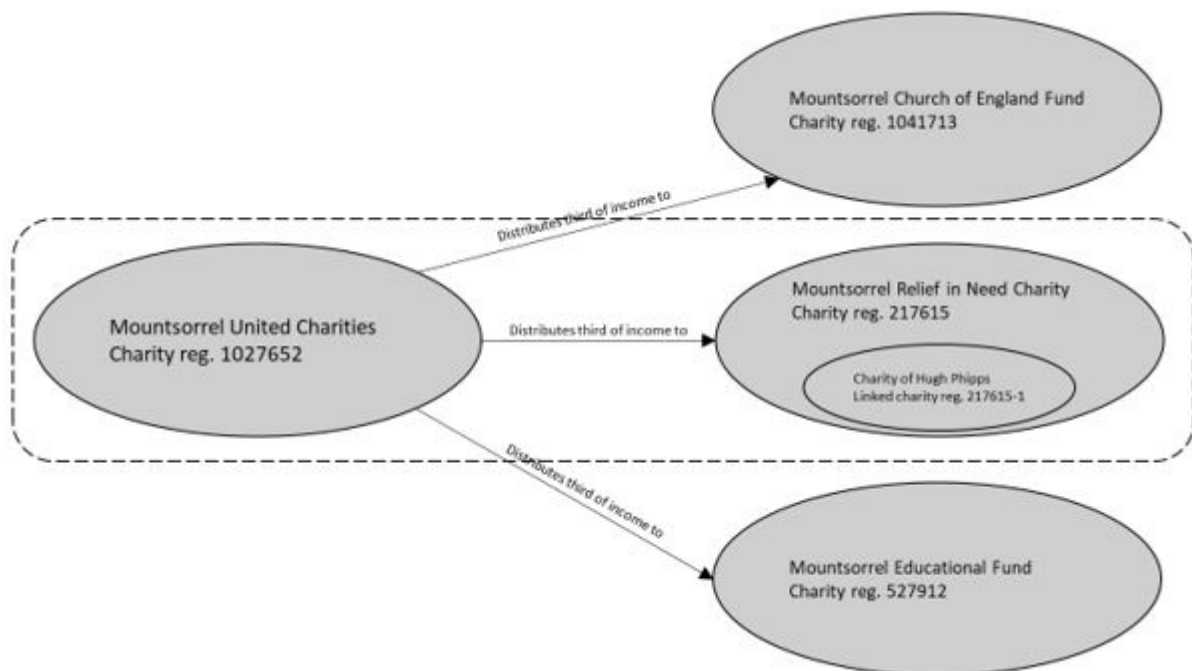 Mountsorrel Church of England Fund
Charity reg. 1041713
Distributes third of income to
Mountsorrel United Charities
Charity reg. 1027652
Distributes third of income to
Mountsorrel Relief in Need Charity
Charity reg. 217615
Charity of Hugh Phipps
Linked charity reg. 217615-1
Distributes third of income to
Mountsorrel Educational Fund
Charity reg. 527912